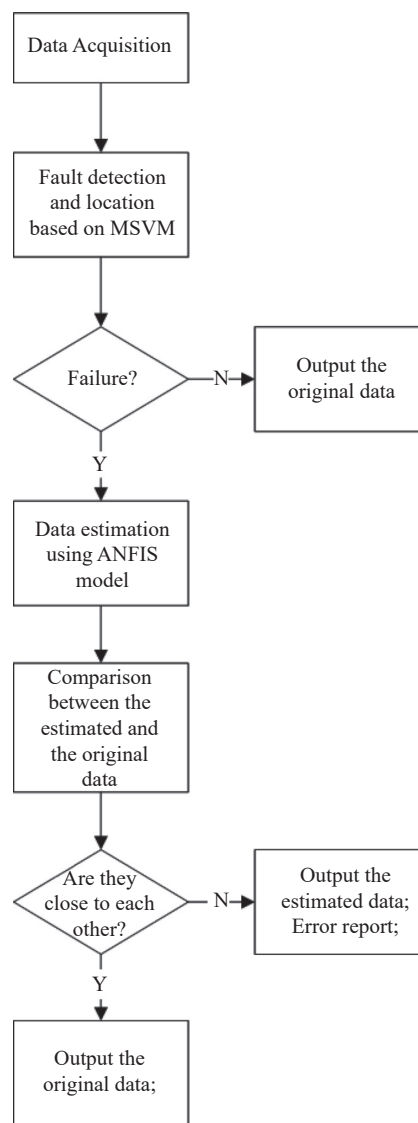 Data Acquisition
Fault detection
and location
based on MSVM
Failure?
N
Output the
original data
Y
Data estimation
using ANFIS
model
Comparison
between the
estimated and
the original
data
Are they
close to each
other?
N
Output the
estimated data;
Error report;
Y
Output the
original data;